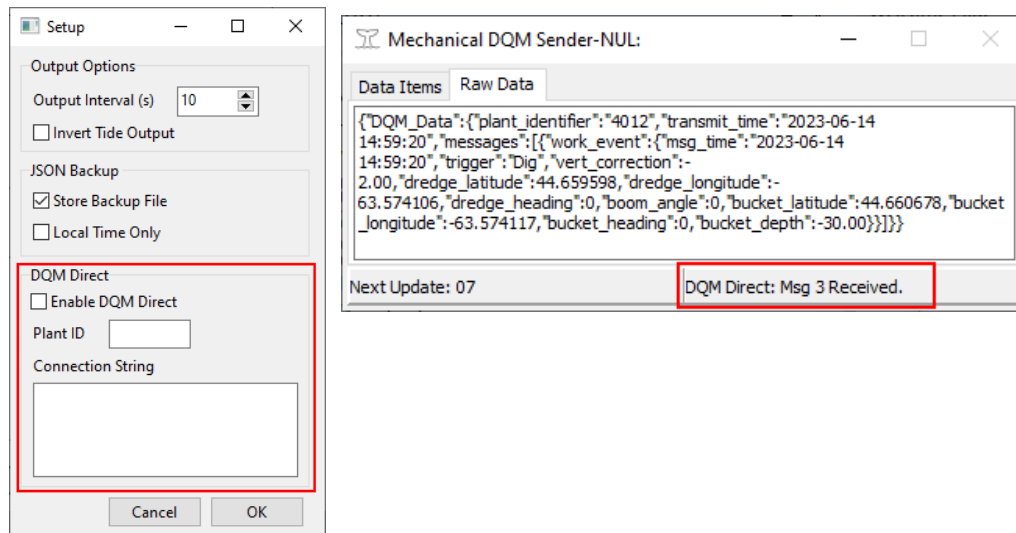 Setup
Output Options
Output Interval (s) 10
Invert Tide Output
JSON Backup
Store Backup File
Local Time Only
DQM Direct
Enable DQM Direct
Plant ID
Connection String
Cancel OK
Mechanical DQM Sender-NUL:
Data Items Raw Data
{"DQM_Data":{"plant_identifier":"4012","transmit_time":"2023-06-14
14:59:20","messages":[{"work_event":{"msg_time":"2023-06-14
14:59:20","trigger":"Dig","vert_correction":-
2.00,"dredge_latitude":44.659598,"dredge_longitude":-
63.574106,"dredge_heading":0,"boom_angle":0,"bucket_latitude":44.660678,"bucket
_longitude":-63.574117,"bucket_heading":0,"bucket_depth":-30.00}}]}}
Next Update: 07 DQM Direct: Msg 3 Received.